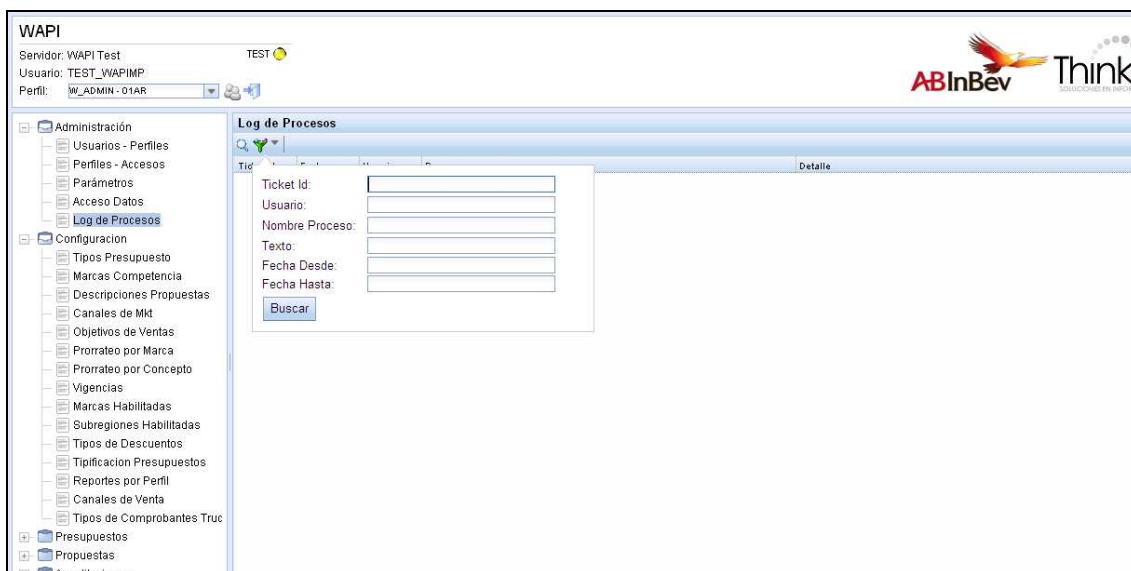 WAPI
Servidor: WAPI Test
TEST
Usuario: TEST_WAPIMP
Perfil: W_ADMIN - 01AR
ABInBev
Think
Administración
Usuarios - Perfiles
Perfiles - Accesos
Parámetros
Acceso Datos
Log de Procesos
Configuracion
Tipos Presupuesto
Marcas Competencia
Descripciones Propuestas
Canales de Mkt
Objetivos de Ventas
Prorrateo por Marca
Prorrateo por Concepto
Vigencias
Marcas Habilitadas
Subregiones Habilitadas
Tipos de Descuentos
Tipificacion Presupuestos
Reportes por Perfil
Canales de Venta
Tipos de Comprobantes Truc
Presupuestos
Propuestas
Log de Procesos
Detalle
Ticket Id:
Usuario:
Nombre Proceso:
Texto:
Fecha Desde:
Fecha Hasta:
Buscar